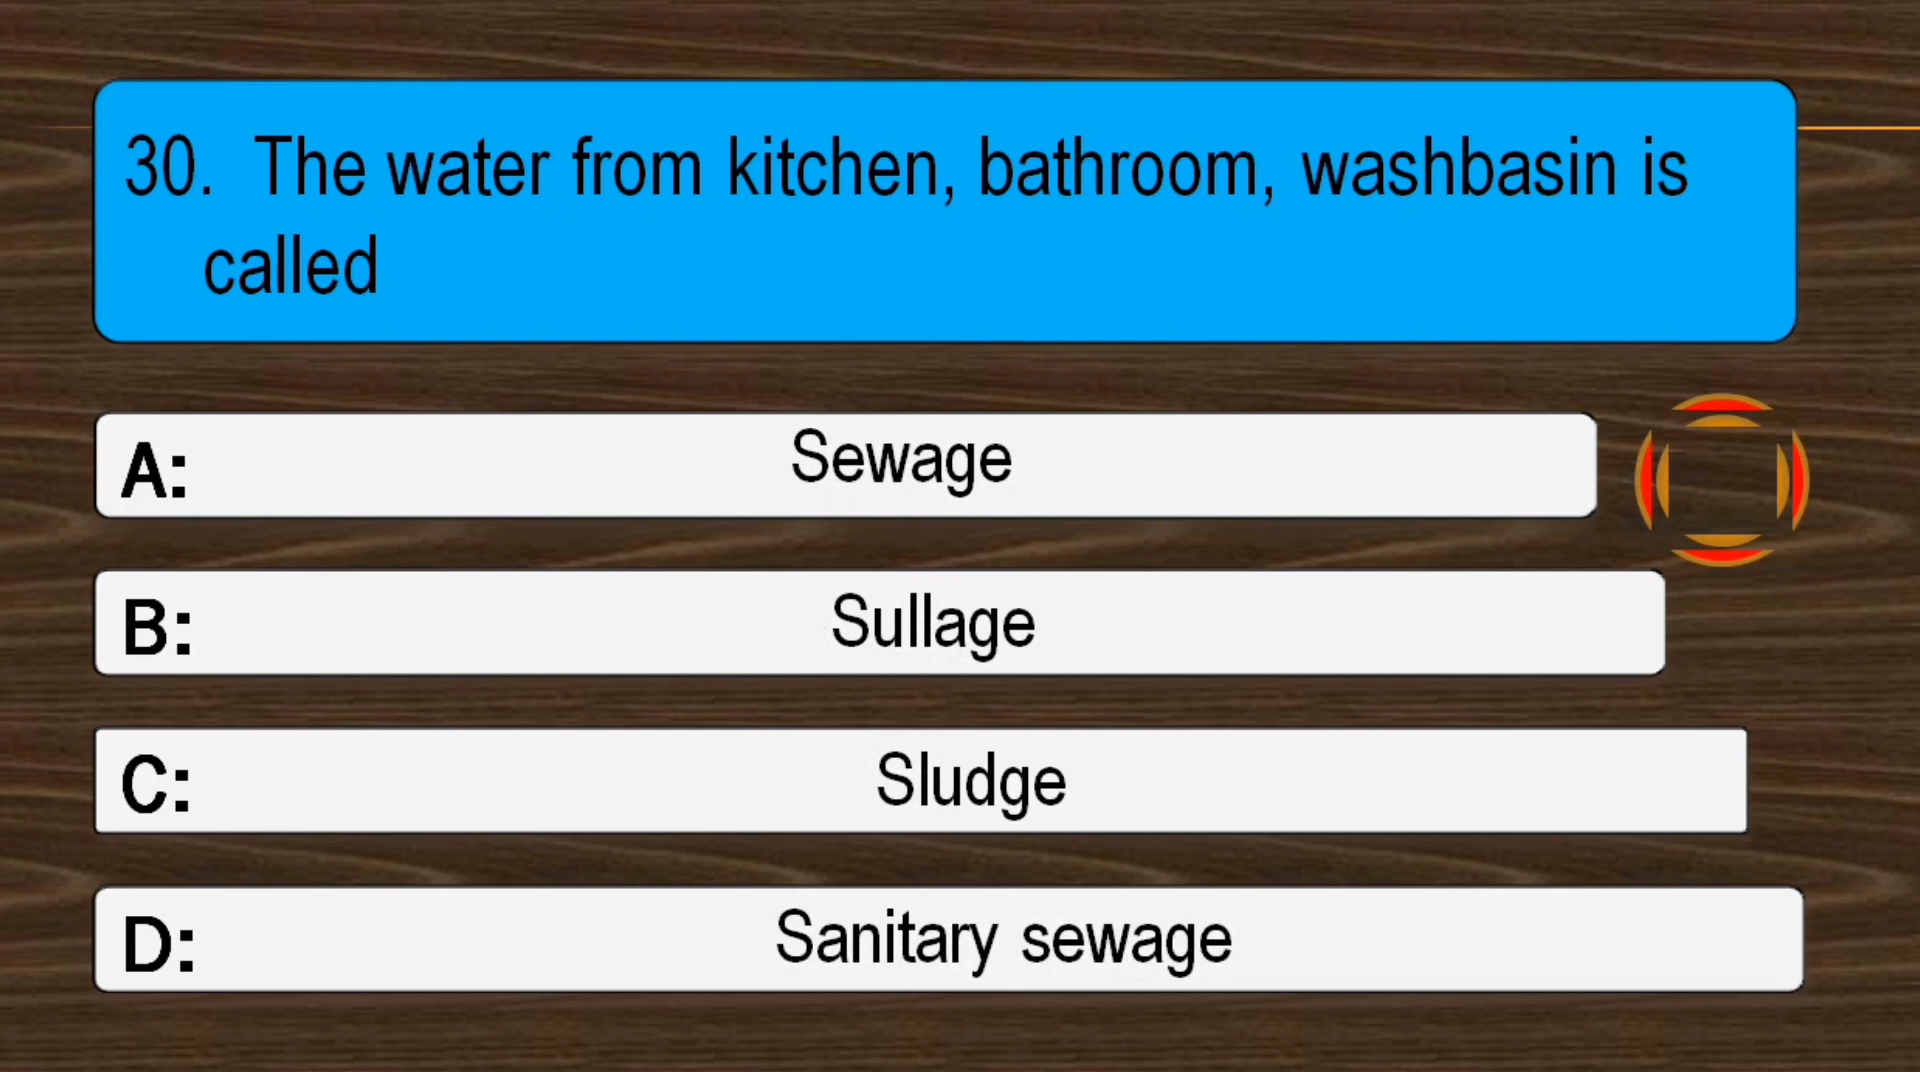 30. The water from kitchen, bathroom, washbasin is
called
A: Sewage
B: Sullage
C: Sludge
D: Sanitary sewage